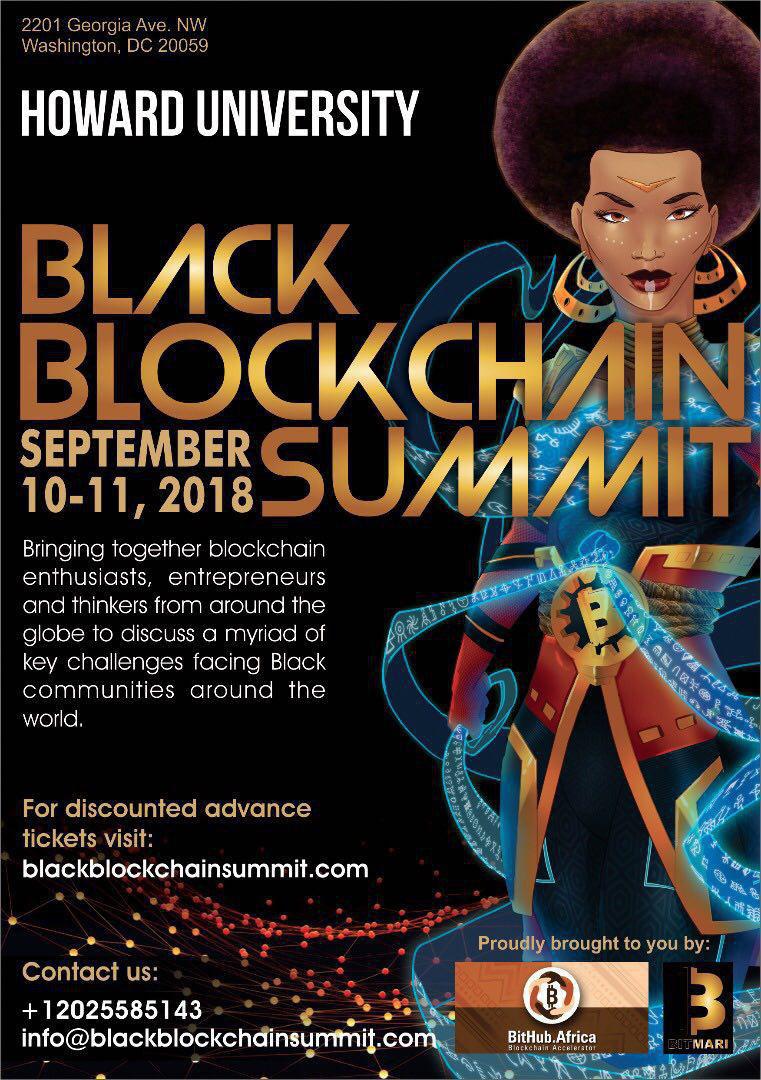 2201 Georgia Ave. NW
Washington, DC 20059
HOWARD UNIVERSITY
BLACK
BLOCKCHAIN
SEPTEMBER
10-11, 2018
SUMMIT
Bringing together blockchain
enthusiasts, entrepreneurs
and thinkers from around the
globe to discuss a myriad of
key challenges facing Black
communities around the
world.
For discounted advance
tickets visit:
blackblockchainsummit.com
Contact us:
+12025585143
info@blackblockchainsummit.com
Proudly brought to you by:
BitHub.Africa
Blockchain Accelerator
BITMARI